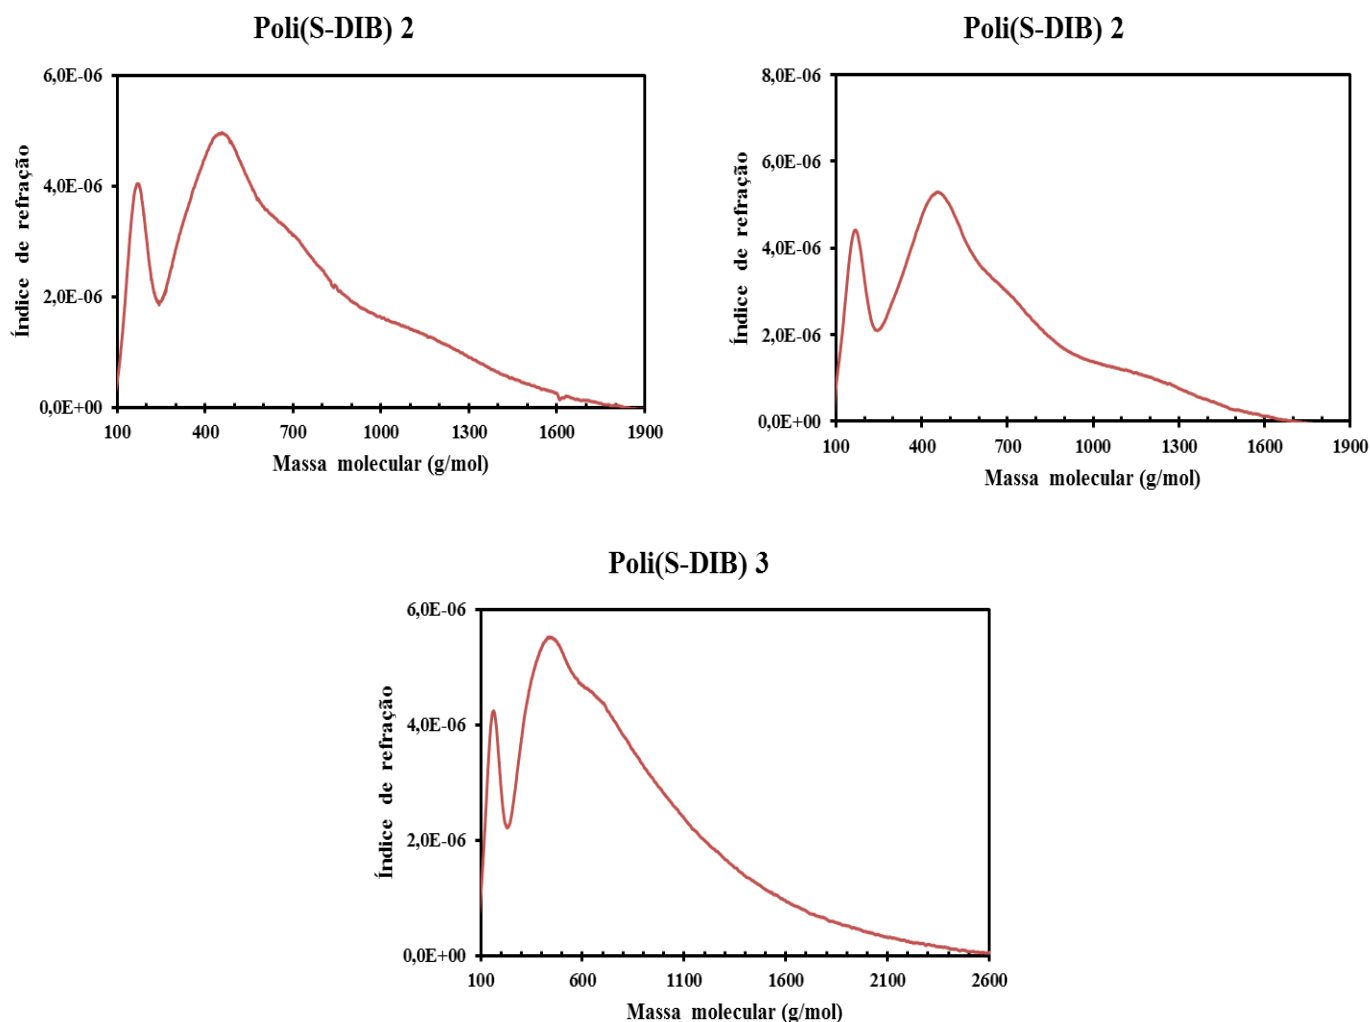 Poli(S-DIB) 2
6,0E-06
4,0E-06
2,0E-06
0,0E+00
Índice de refração
100 400 700 1000 1300 1600 1900
Massa molecular (g/mol)
Poli(S-DIB) 2
8,0E-06
6,0E-06
4,0E-06
2,0E-06
0,0E+00
Índice de refração
100 400 700 1000 1300 1600 1900
Massa molecular (g/mol)
Poli(S-DIB) 3
6,0E-06
4,0E-06
2,0E-06
0,0E+00
Índice de refração
100 600 1100 1600 2100 2600
Massa molecular (g/mol)